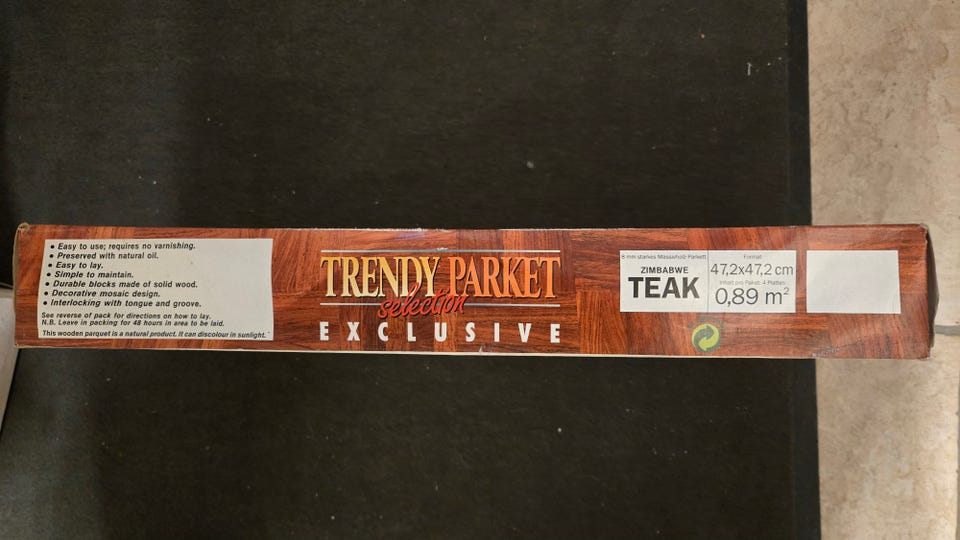 • Easy to use; requires no varnishing.
• Preserved with natural oil.
• Easy to lay.
• Simple to maintain.
• Durable blocks made of solid wood.
• Decorative mosaic design.
• Interlocking with tongue and groove.
See reverse of pack for directions on how to lay.
N.B. Leave in packing for 48 hours in area to be laid.
This wooden parquet is a natural product. It can discolour in sunlight.
TRENDY PARKET
selection
EXCLUSIVE
8 mm starkes Massivholz-Parkett
ZIMBABWE
TEAK
Format:
47,2x47,2 cm
Inhalt pro Paket: 4 Platten
0,89 m²